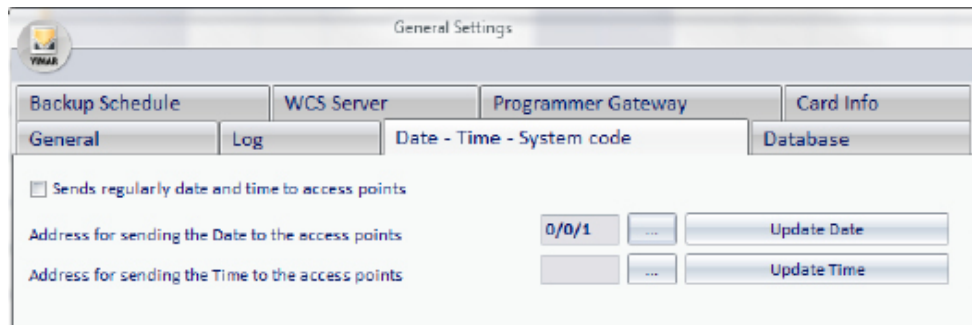 General Settings
VIMAR
Backup Schedule WCS Server Programmer Gateway Card Info
General Log Date - Time - System code Database
Sends regularly date and time to access points
Address for sending the Date to the access points 0/0/1 ... Update Date
Address for sending the Time to the access points ... Update Time